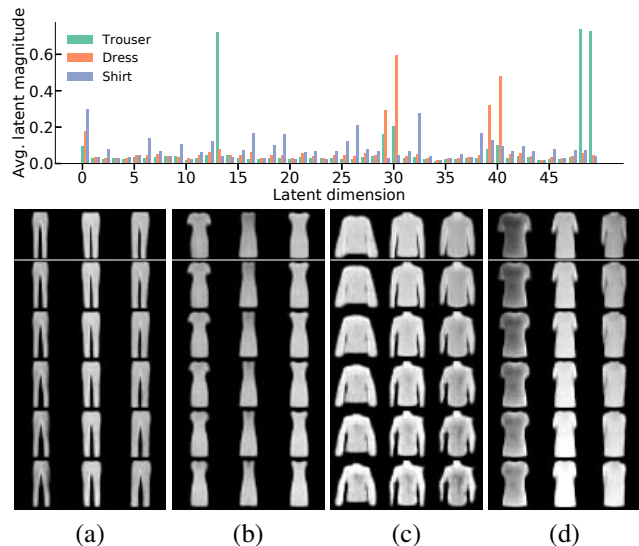 Avg. latent magnitude
0.6
0.4
0.2
0.0
Trouser
Dress
Shirt
0 5 10 15 20 25 30 35 40 45
Latent dimension
(a) (b) (c) (d)